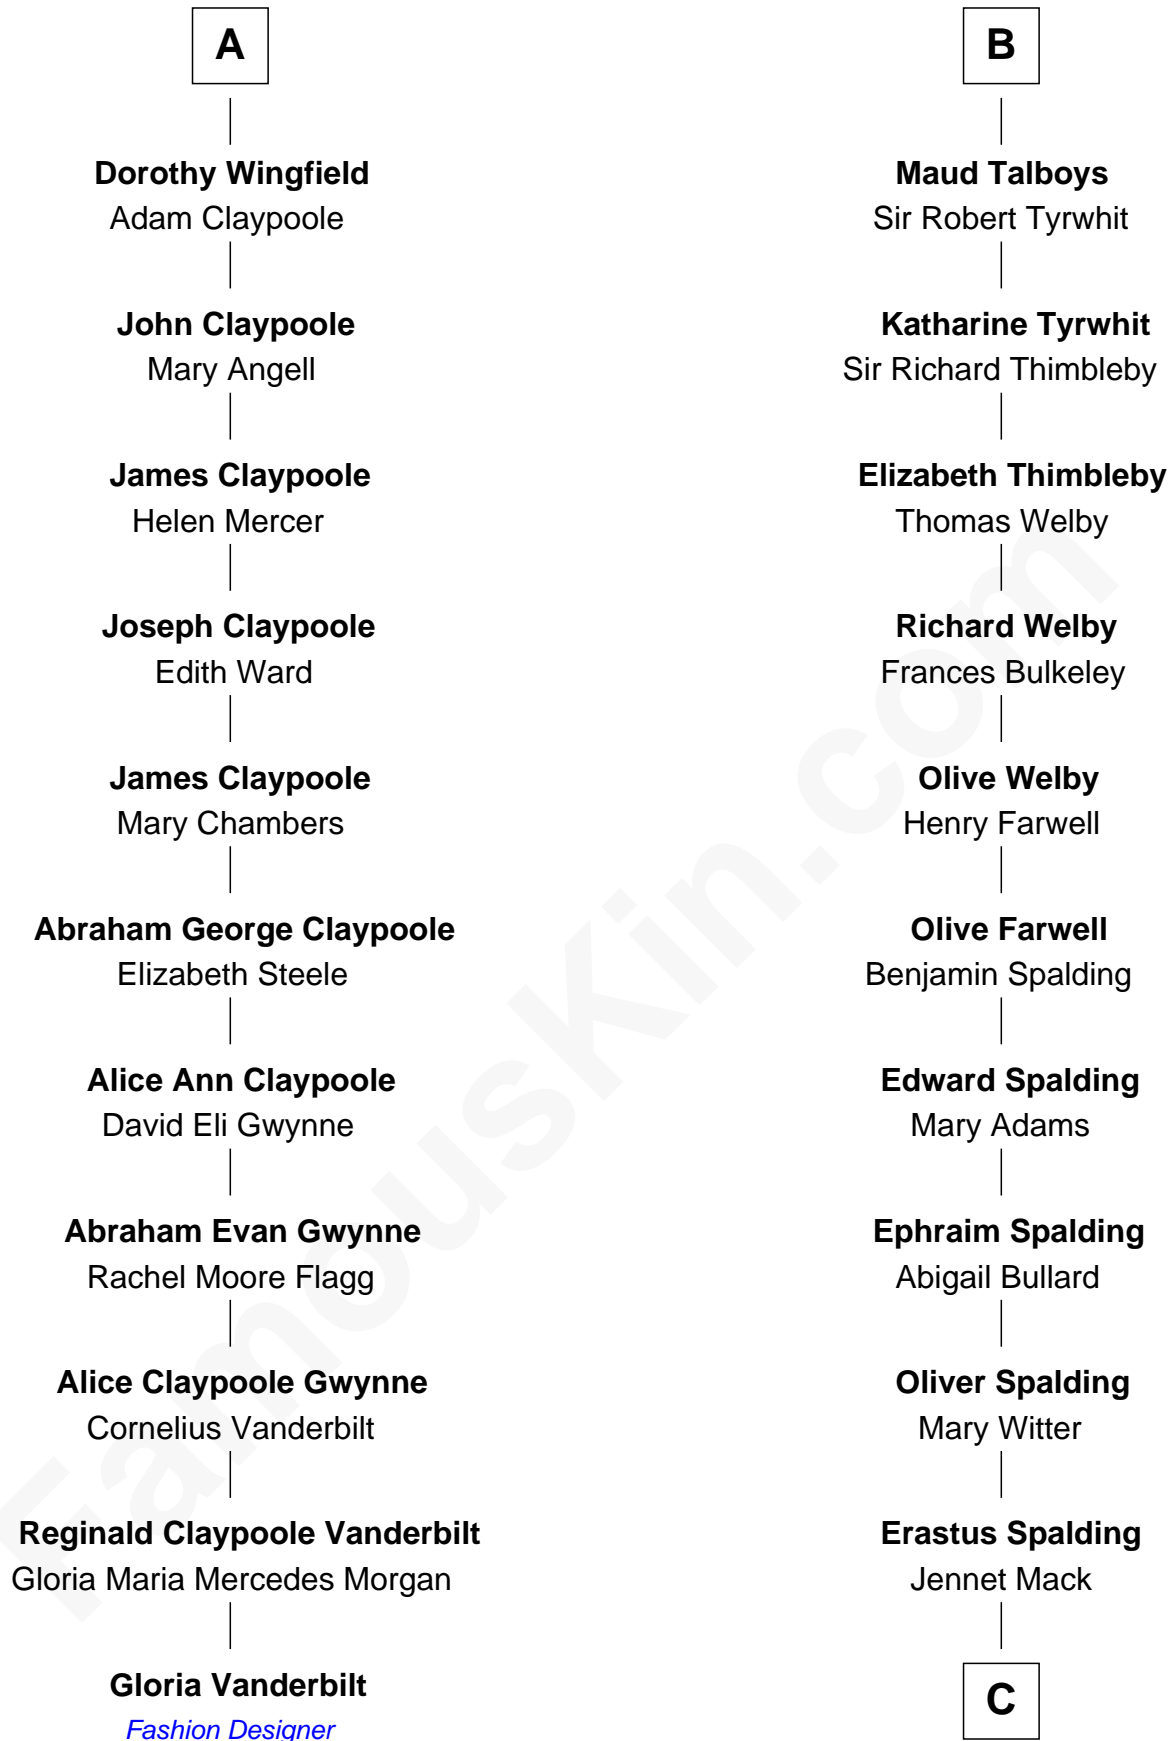 A
Dorothy Wingfield
Adam Claypoole
John Claypoole
Mary Angell
James Claypoole
Helen Mercer
Joseph Claypoole
Edith Ward
James Claypoole
Mary Chambers
Abraham George Claypoole
Elizabeth Steele
Alice Ann Claypoole
David Eli Gwynne
Abraham Evan Gwynne
Rachel Moore Flagg
Alice Claypoole Gwynne
Cornelius Vanderbilt
Reginald Claypoole Vanderbilt
Gloria Maria Mercedes Morgan
Gloria Vanderbilt
Fashion Designer
B
Maud Talboys
Sir Robert Tyrwhit
Katharine Tyrwhit
Sir Richard Thimbleby
Elizabeth Thimbleby
Thomas Welby
Richard Welby
Frances Bulkeley
Olive Welby
Henry Farwell
Olive Farwell
Benjamin Spalding
Edward Spalding
Mary Adams
Ephraim Spalding
Abigail Bullard
Oliver Spalding
Mary Witter
Erastus Spalding
Jennet Mack
C
FamousKin.com